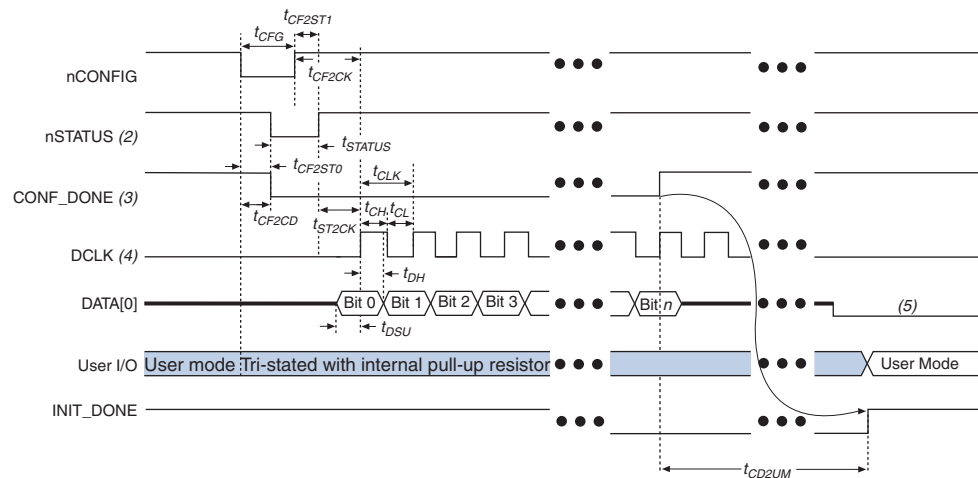 tCF2ST1
tCFG
nCONFIG
tCF2CK
nSTATUS (2)
tSTATUS
tCF2ST0
tCLK
CONF_DONE (3)
tCF2CD
tCH
tCL
tST2CK
DCLK (4)
tDH
DATA[0]
Bit 0
Bit 1
Bit 2
Bit 3
Bit n
(5)
tDSU
User I/O
User mode
Tri-stated with internal pull-up resistor
User Mode
INIT_DONE
tCD2UM